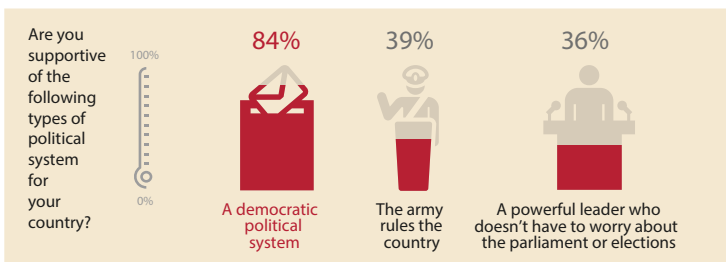 Are you
supportive
of the
following
types of
political
system
for
your
country?
100%
0%
84%
39%
36%
A democratic
political
system
The army
rules the
country
A powerful leader who
doesn't have to worry about
the parliament or elections